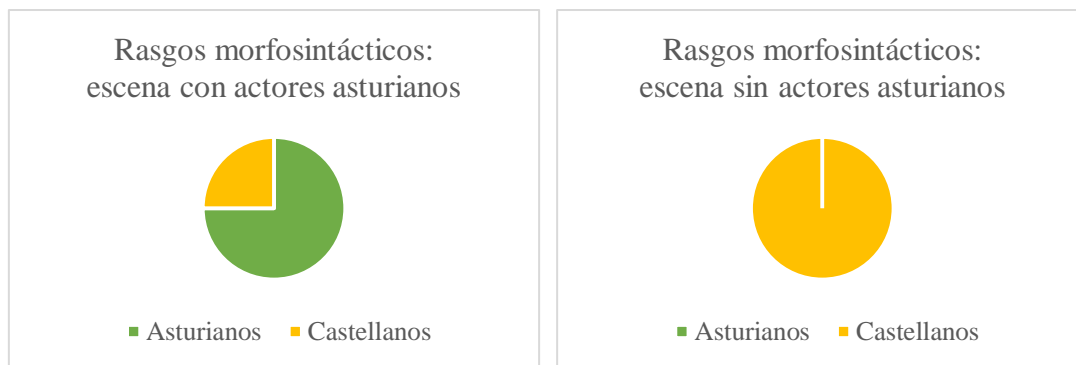 Rasgos morfosintácticos:
escena con actores asturianos
Asturianos Castellanos
Rasgos morfosintácticos:
escena sin actores asturianos
Asturianos Castellanos